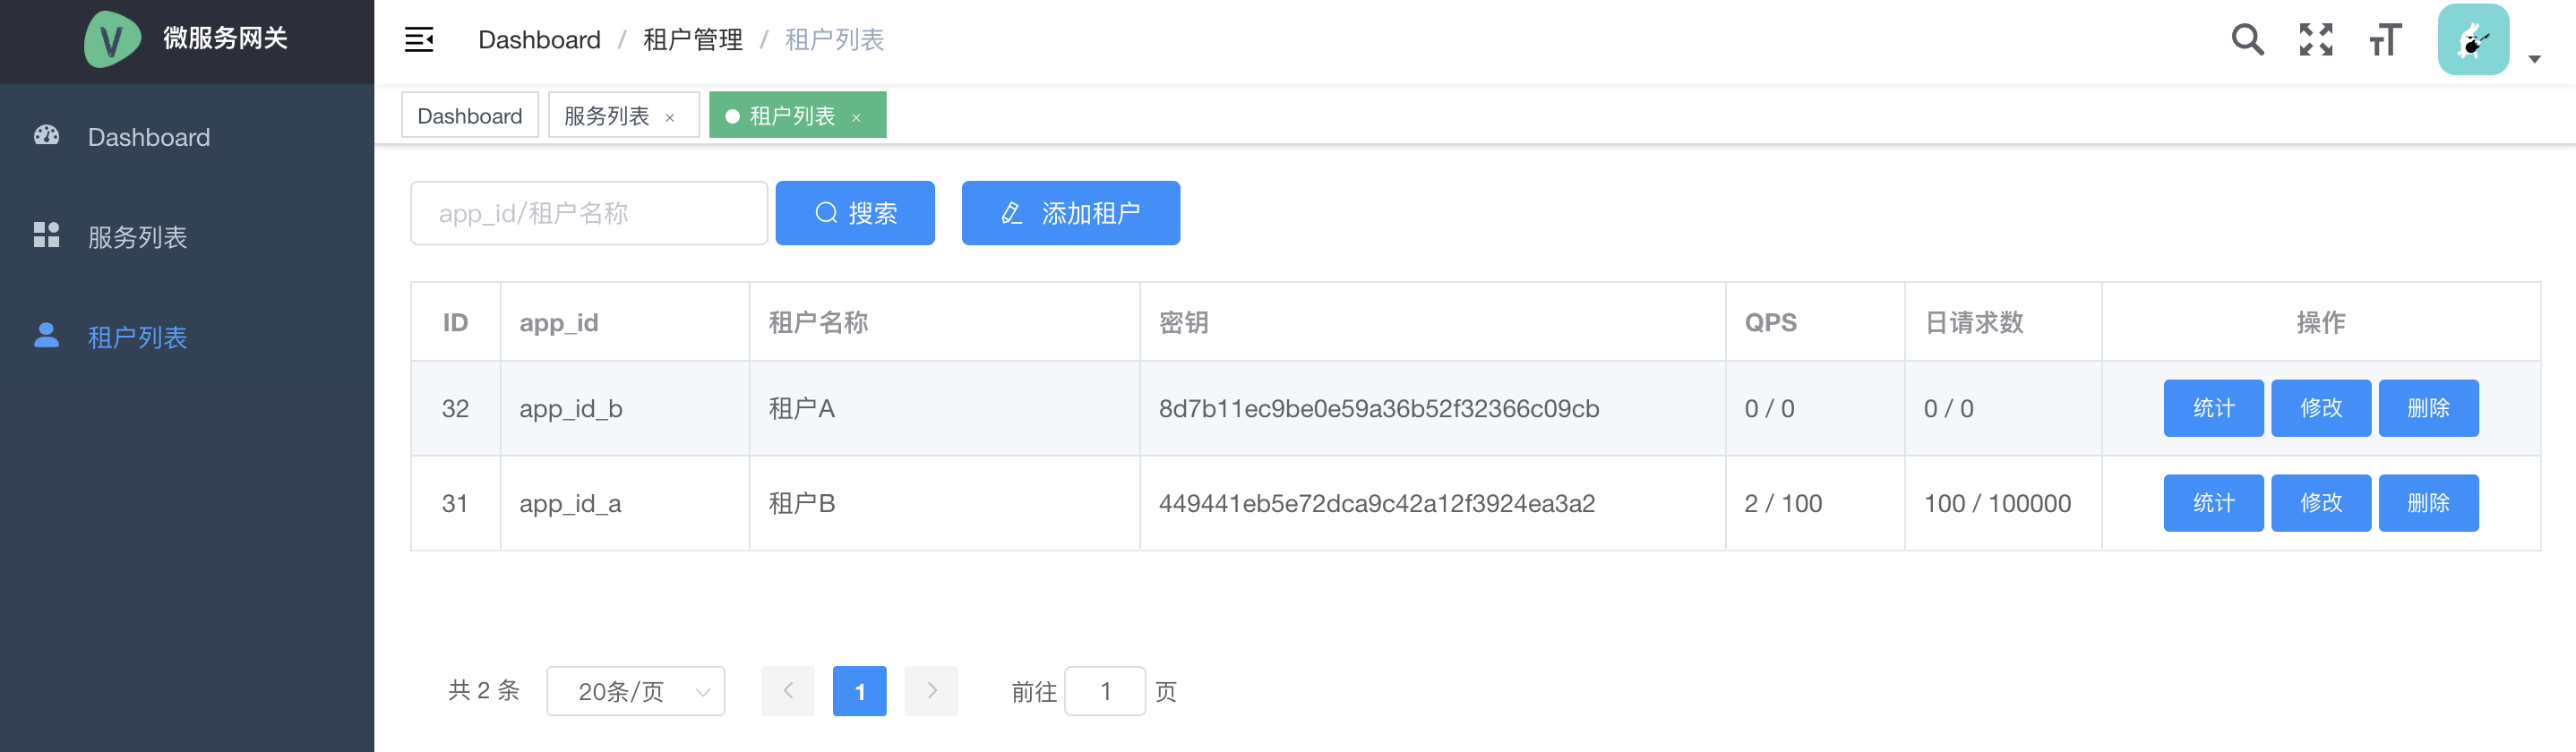 V 微服务网关
Dashboard / 租户管理 / 租户列表
Dashboard
服务列表
租户列表
Dashboard
服务列表 ×
租户列表 ×
app_id/租户名称
搜索
添加租户
ID app_id 租户名称 密钥 QPS 日请求数 操作
32 app_id_b 租户A 8d7b11ec9be0e59a36b52f32366c09cb 0 / 0 0 / 0 统计 修改 删除
31 app_id_a 租户B 449441eb5e72dca9c42a12f3924ea3a2 2 / 100 100 / 100000 统计 修改 删除
共 2 条 20条/页 1 前往 1 页